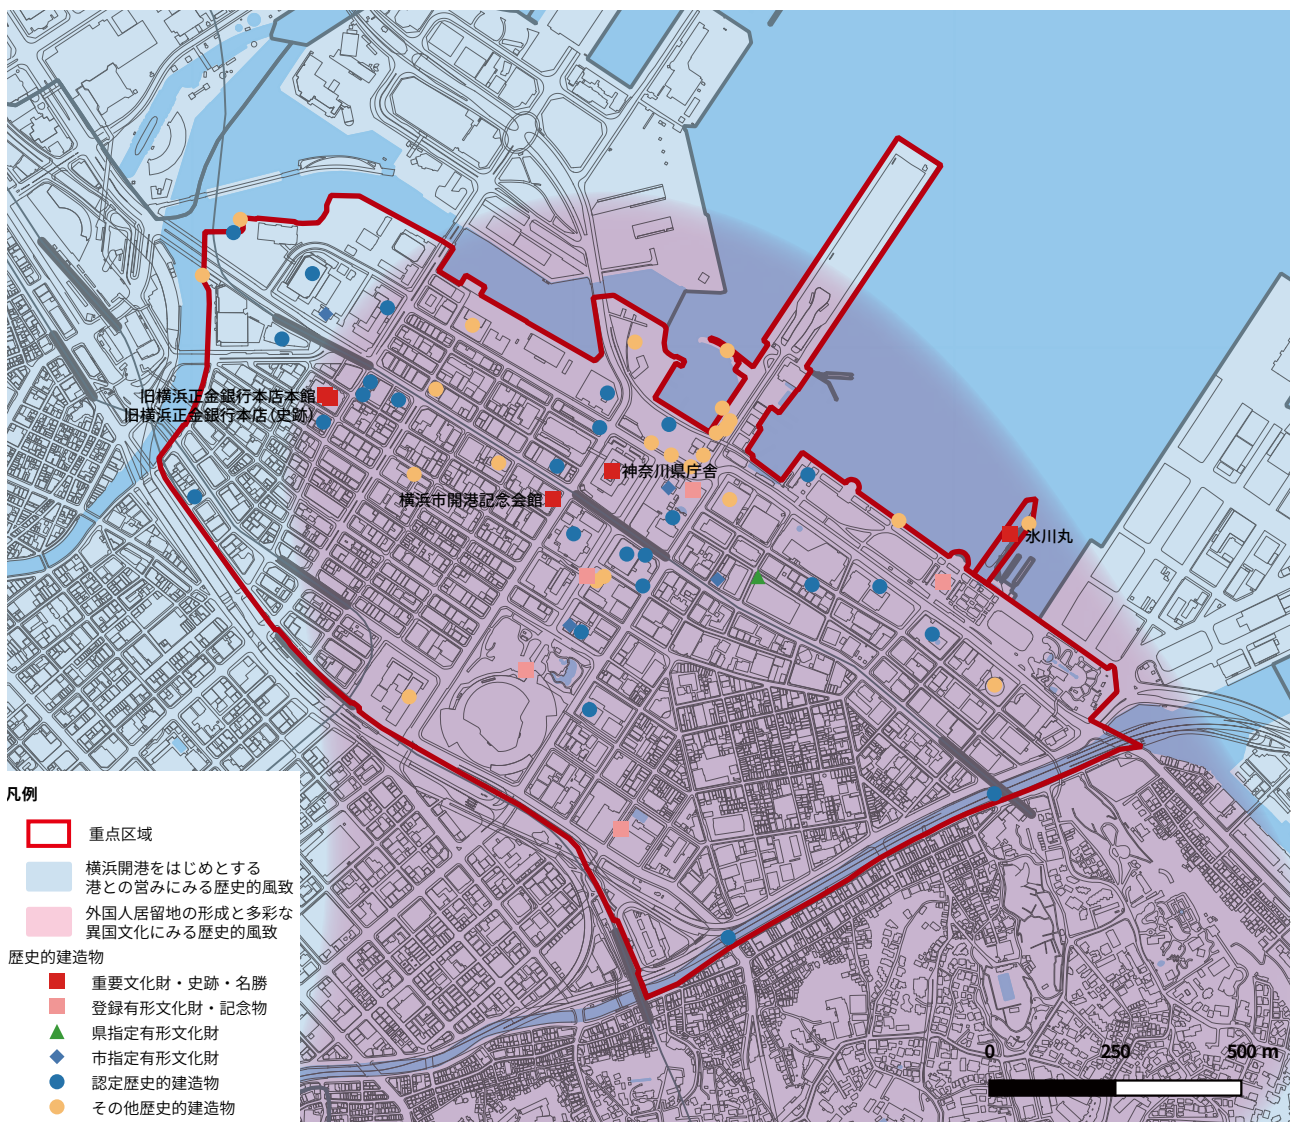 旧横浜正金銀行本店本館
旧横浜正金銀行本店(史跡)
神奈川県庁舎
横浜市開港記念会館
氷川丸
凡例
重点区域
横浜開港をはじめとする
港との営みにみる歴史的風致
外国人居留地の形成と多彩な
異国文化にみる歴史的風致
歴史的建造物
重要文化財・史跡・名勝
登録有形文化財・記念物
県指定有形文化財
市指定有形文化財
認定歴史的建造物
その他歴史的建造物
0 250 500 m